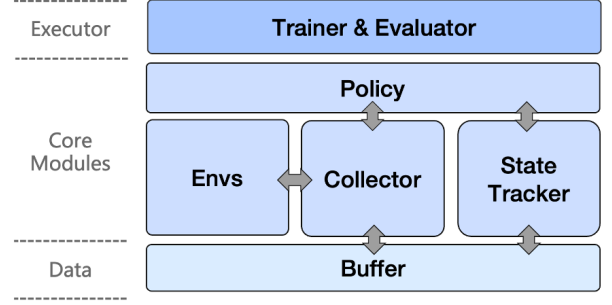 Executor
Trainer & Evaluator
Core
Modules
Policy
Envs
Collector
State
Tracker
Data
Buffer